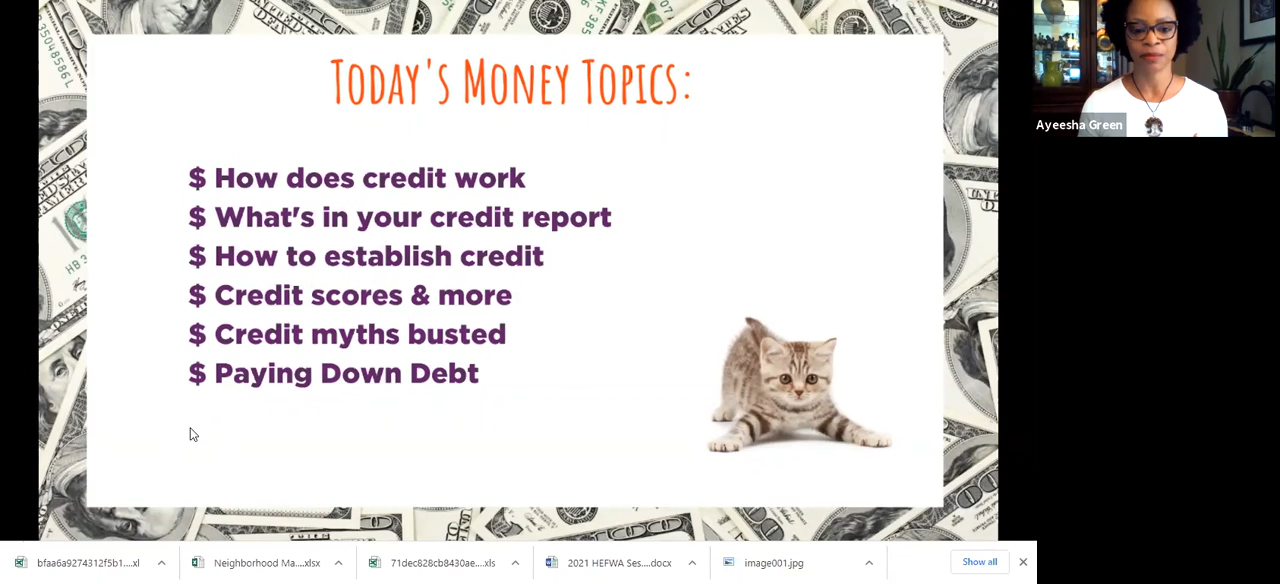 Today's Money Topics:
$ How does credit work
$ What's in your credit report
$ How to establish credit
$ Credit scores & more
$ Credit myths busted
$ Paying Down Debt
Ayeesha Green
bfaa6a9274312f5b1....xl
Neighborhood Ma....xlsx
71dec828cb8430ae....xls
2021 HEFWA Ses....docx
image001.jpg
Show all